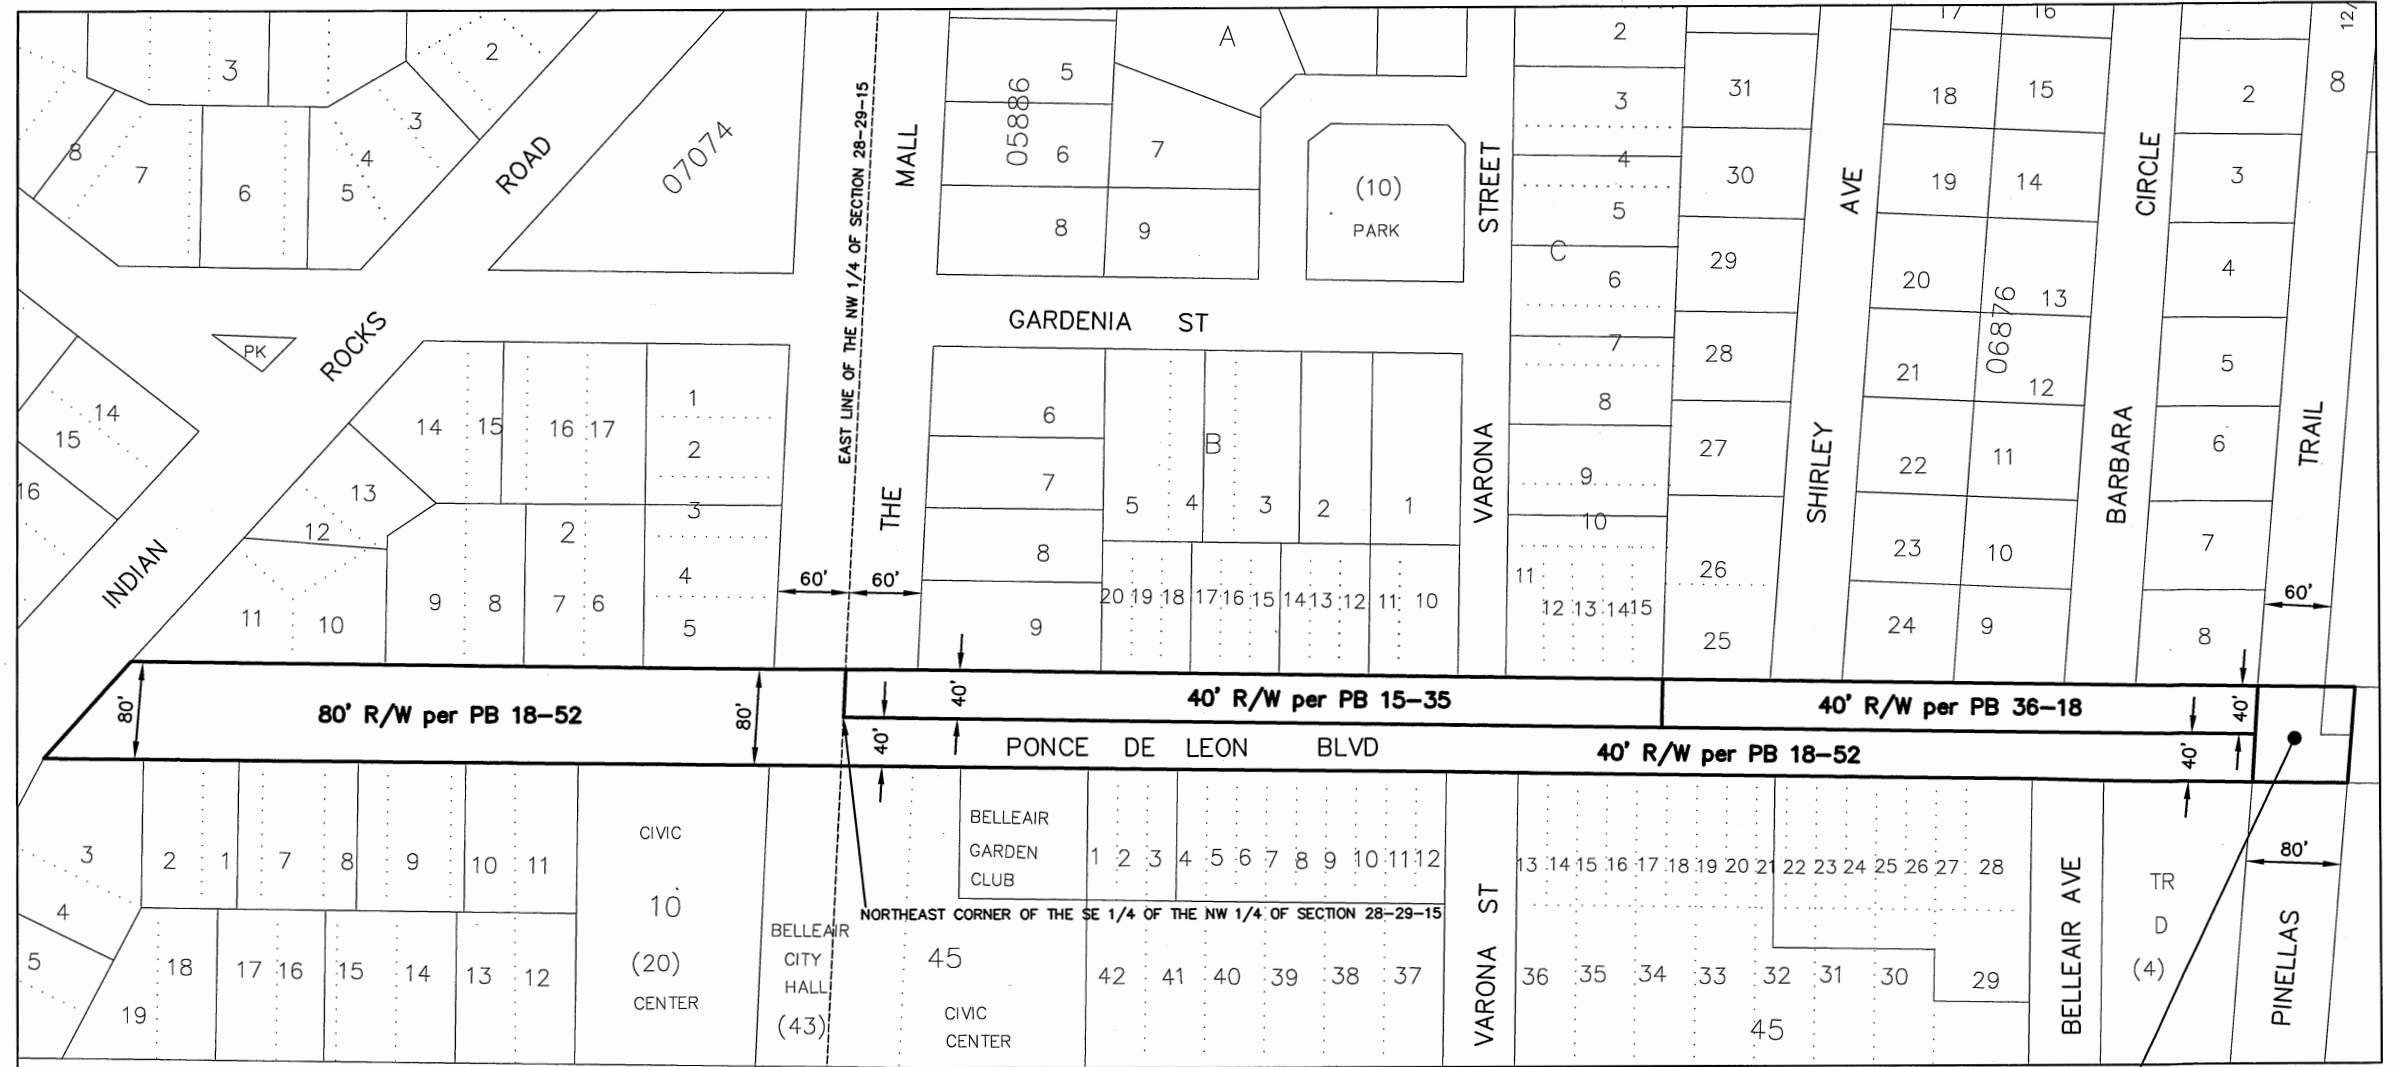 3
2
3
4
5
6
7
8
ROAD
07074
EAST LINE OF THE NW 1/4 OF SECTION 28-29-15
MALL
05886
5
6
8
A
7
9
(10)
PARK
STREET
2
3
4
5
C
6
7
8
9
10
11
12 13 14 15
31
30
29
28
27
26
25
AVE
SHIRLEY
17
16
18
15
19
14
20
13
06876
21
12
22
11
23
10
24
9
CIRCLE
BARBARA
2
3
4
5
6
7
8
12/
8
TRAIL
60'
GARDENIA ST
PK
ROCKS
INDIAN
14
15
16
14
15
16
17
1
2
3
4
5
13
12
11
10
2
9
8
7
6
60'
60'
THE
6
7
8
9
B
5
4
3
2
1
20 19 18 17 16 15 14 13 12 11 10
VARONA
80'
80' R/W per PB 18-52
80'
40'
40'
40' R/W per PB 15-35
40' R/W per PB 36-18
40'
40'
PONCE DE LEON BLVD
40' R/W per PB 18-52
3
4
5
2
1
7
8
9
10
11
19
18
17
16
15
14
13
12
CIVIC
10
(20)
CENTER
BELLEAIR
CITY
HALL
(43)
NORTHEAST CORNER OF THE SE 1/4 OF THE NW 1/4 OF SECTION 28-29-15
BELLEAIR
GARDEN
CLUB
45
CIVIC
CENTER
1 2 3 4 5 6 7 8 9 10 11 12
42 41 40 39 38 37
VARONA ST
13 14 15 16 17 18 19 20 21 22 23 24 25 26 27 28
36 35 34 33 32 31 30 29
45
BELLEAIR AVE
TR
D
(4)
80'
PINELLAS